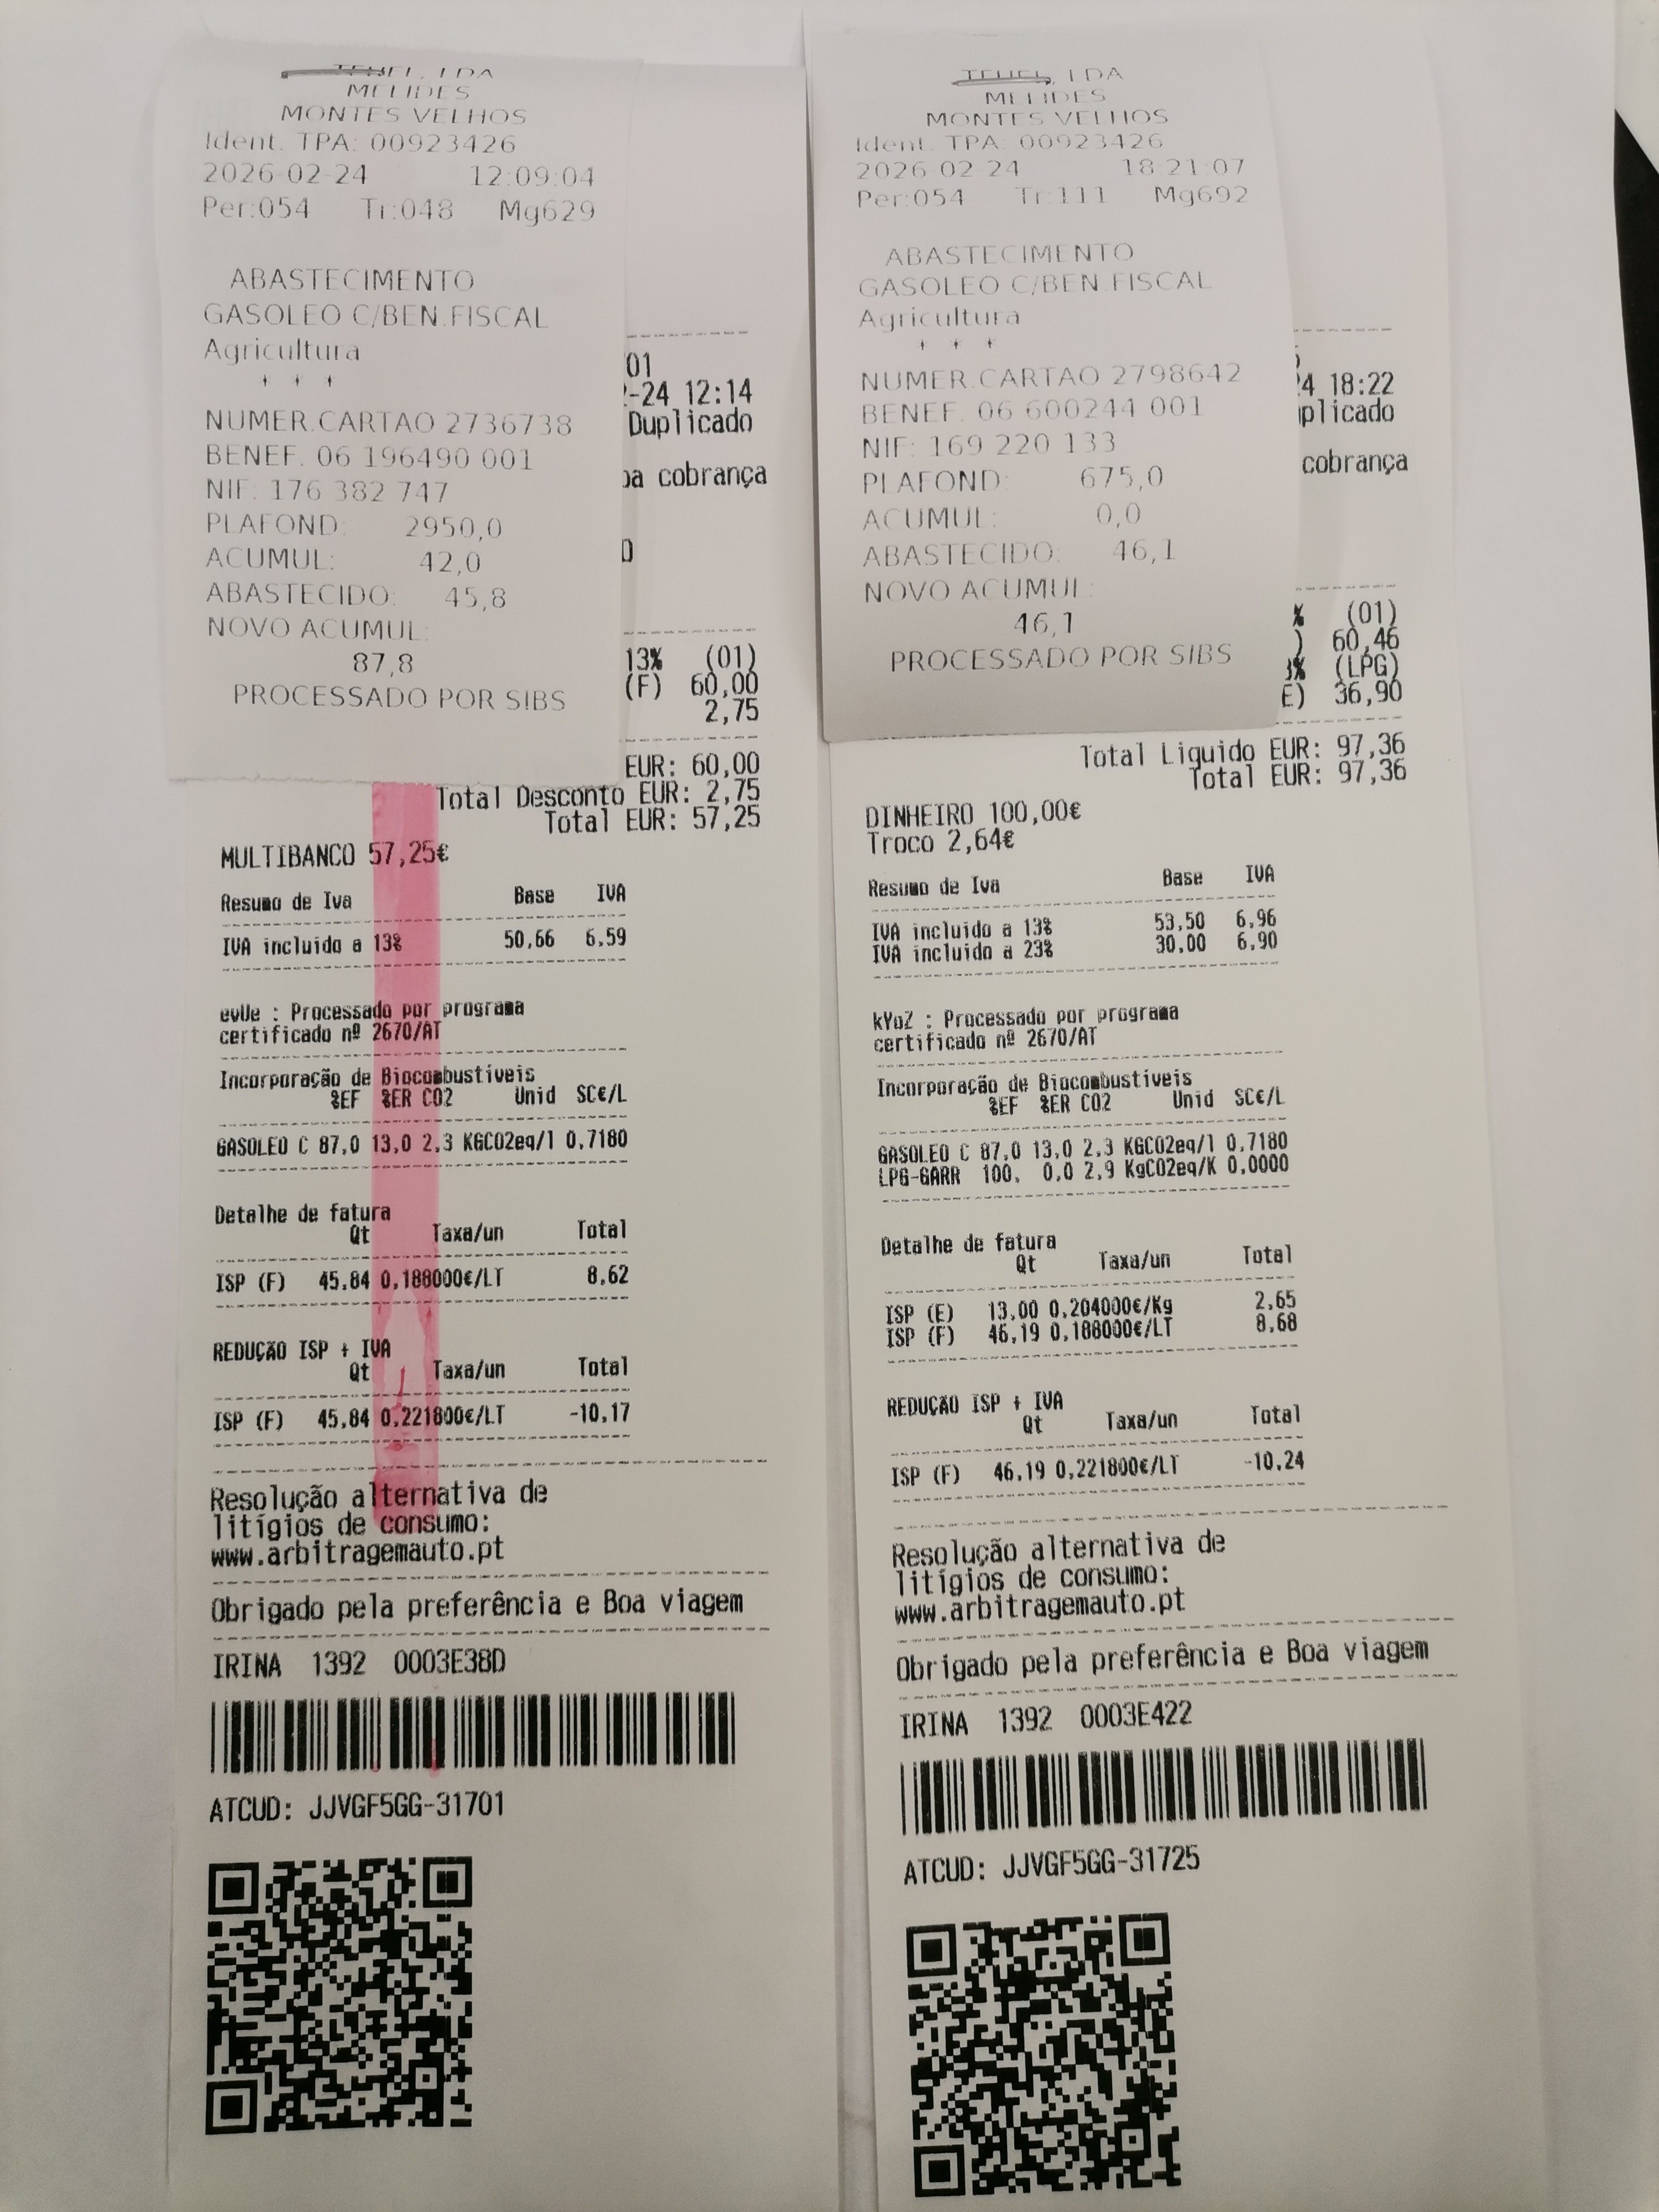 LDA
MELIDES
MONTES VELHOS
Ident. TPA: 00923426
2026-02-24 12:09:04
Per:054 Tr:048 Mg629
ABASTECIMENTO
GASOLEO C/BEN.FISCAL
Agricultura
+ + +
NUMER.CARTAO 2736738
BENEF. 06 196490 001
NIF: 176 382 747
PLAFOND: 2950,0
ACUMUL: 42,0
ABASTECIDO: 45,8
NOVO ACUMUL:
87,8
PROCESSADO POR SIBS
01
-24 12:14
Duplicado
cobrança
13% (01)
(F) 60,00
2,75
EUR: 60,00
Total Desconto EUR: 2,75
Total EUR: 57,25
MULTIBANCO 57,25€
Resumo de Iva Base IVA
IVA incluido a 13% 50,66 6,59
evUe : Processado por programa
certificado nº 2670/AT
Incorporação de Biocombustíveis
%EF %ER CO2 Unid SC€/L
GASOLEO C 87,0 13,0 2,3 KGCO2eq/l 0,7180
Detalhe de fatura
Qt Taxa/un Total
ISP (F) 45,84 0,188000€/LT 8,62
REDUÇÃO ISP + IVA
Qt Taxa/un Total
ISP (F) 45,84 0,221800€/LT -10,17
Resolução alternativa de
litígios de consumo:
www.arbitragemauto.pt
Obrigado pela preferência e Boa viagem
IRINA 1392 0003E38D
ATCUD: JJVGF5GG-31701
LDA
MELIDES
MONTES VELHOS
Ident. TPA: 00923426
2026 02 24 18:21:07
Per:054 Tr:111 Mg692
ABASTECIMENTO
GASOLEO C/BEN.FISCAL
Agricultura
+ + +
NUMER.CARTAO 2798642
BENEF. 06 600244 001
NIF: 169 220 133
PLAFOND: 675,0
ACUMUL: 0,0
ABASTECIDO: 46,1
NOVO ACUMUL:
46,1
PROCESSADO POR SIBS
4 18:22
plicado
cobrança
% (01)
) 60,46
% (LPG)
E) 36,90
Total Liquido EUR: 97,36
Total EUR: 97,36
DINHEIRO 100,00€
Troco 2,64€
Resumo de Iva Base IVA
IVA incluido a 13% 53,50 6,96
IVA incluido a 23% 30,00 6,90
kYoZ : Processado por programa
certificado nº 2670/AT
Incorporação de Biocombustíveis
%EF %ER CO2 Unid SC€/L
GASOLEO C 87,0 13,0 2,3 KGCO2eq/l 0,7180
LPG-GARR 100, 0,0 2,9 KgCO2eq/K 0,0000
Detalhe de fatura
Qt Taxa/un Total
ISP (E) 13,00 0,204000€/Kg 2,65
ISP (F) 46,19 0,188000€/LT 8,68
REDUÇÃO ISP + IVA
Qt Taxa/un Total
ISP (F) 46,19 0,221800€/LT -10,24
Resolução alternativa de
litígios de consumo:
www.arbitragemauto.pt
Obrigado pela preferência e Boa viagem
IRINA 1392 0003E422
ATCUD: JJVGF5GG-31725